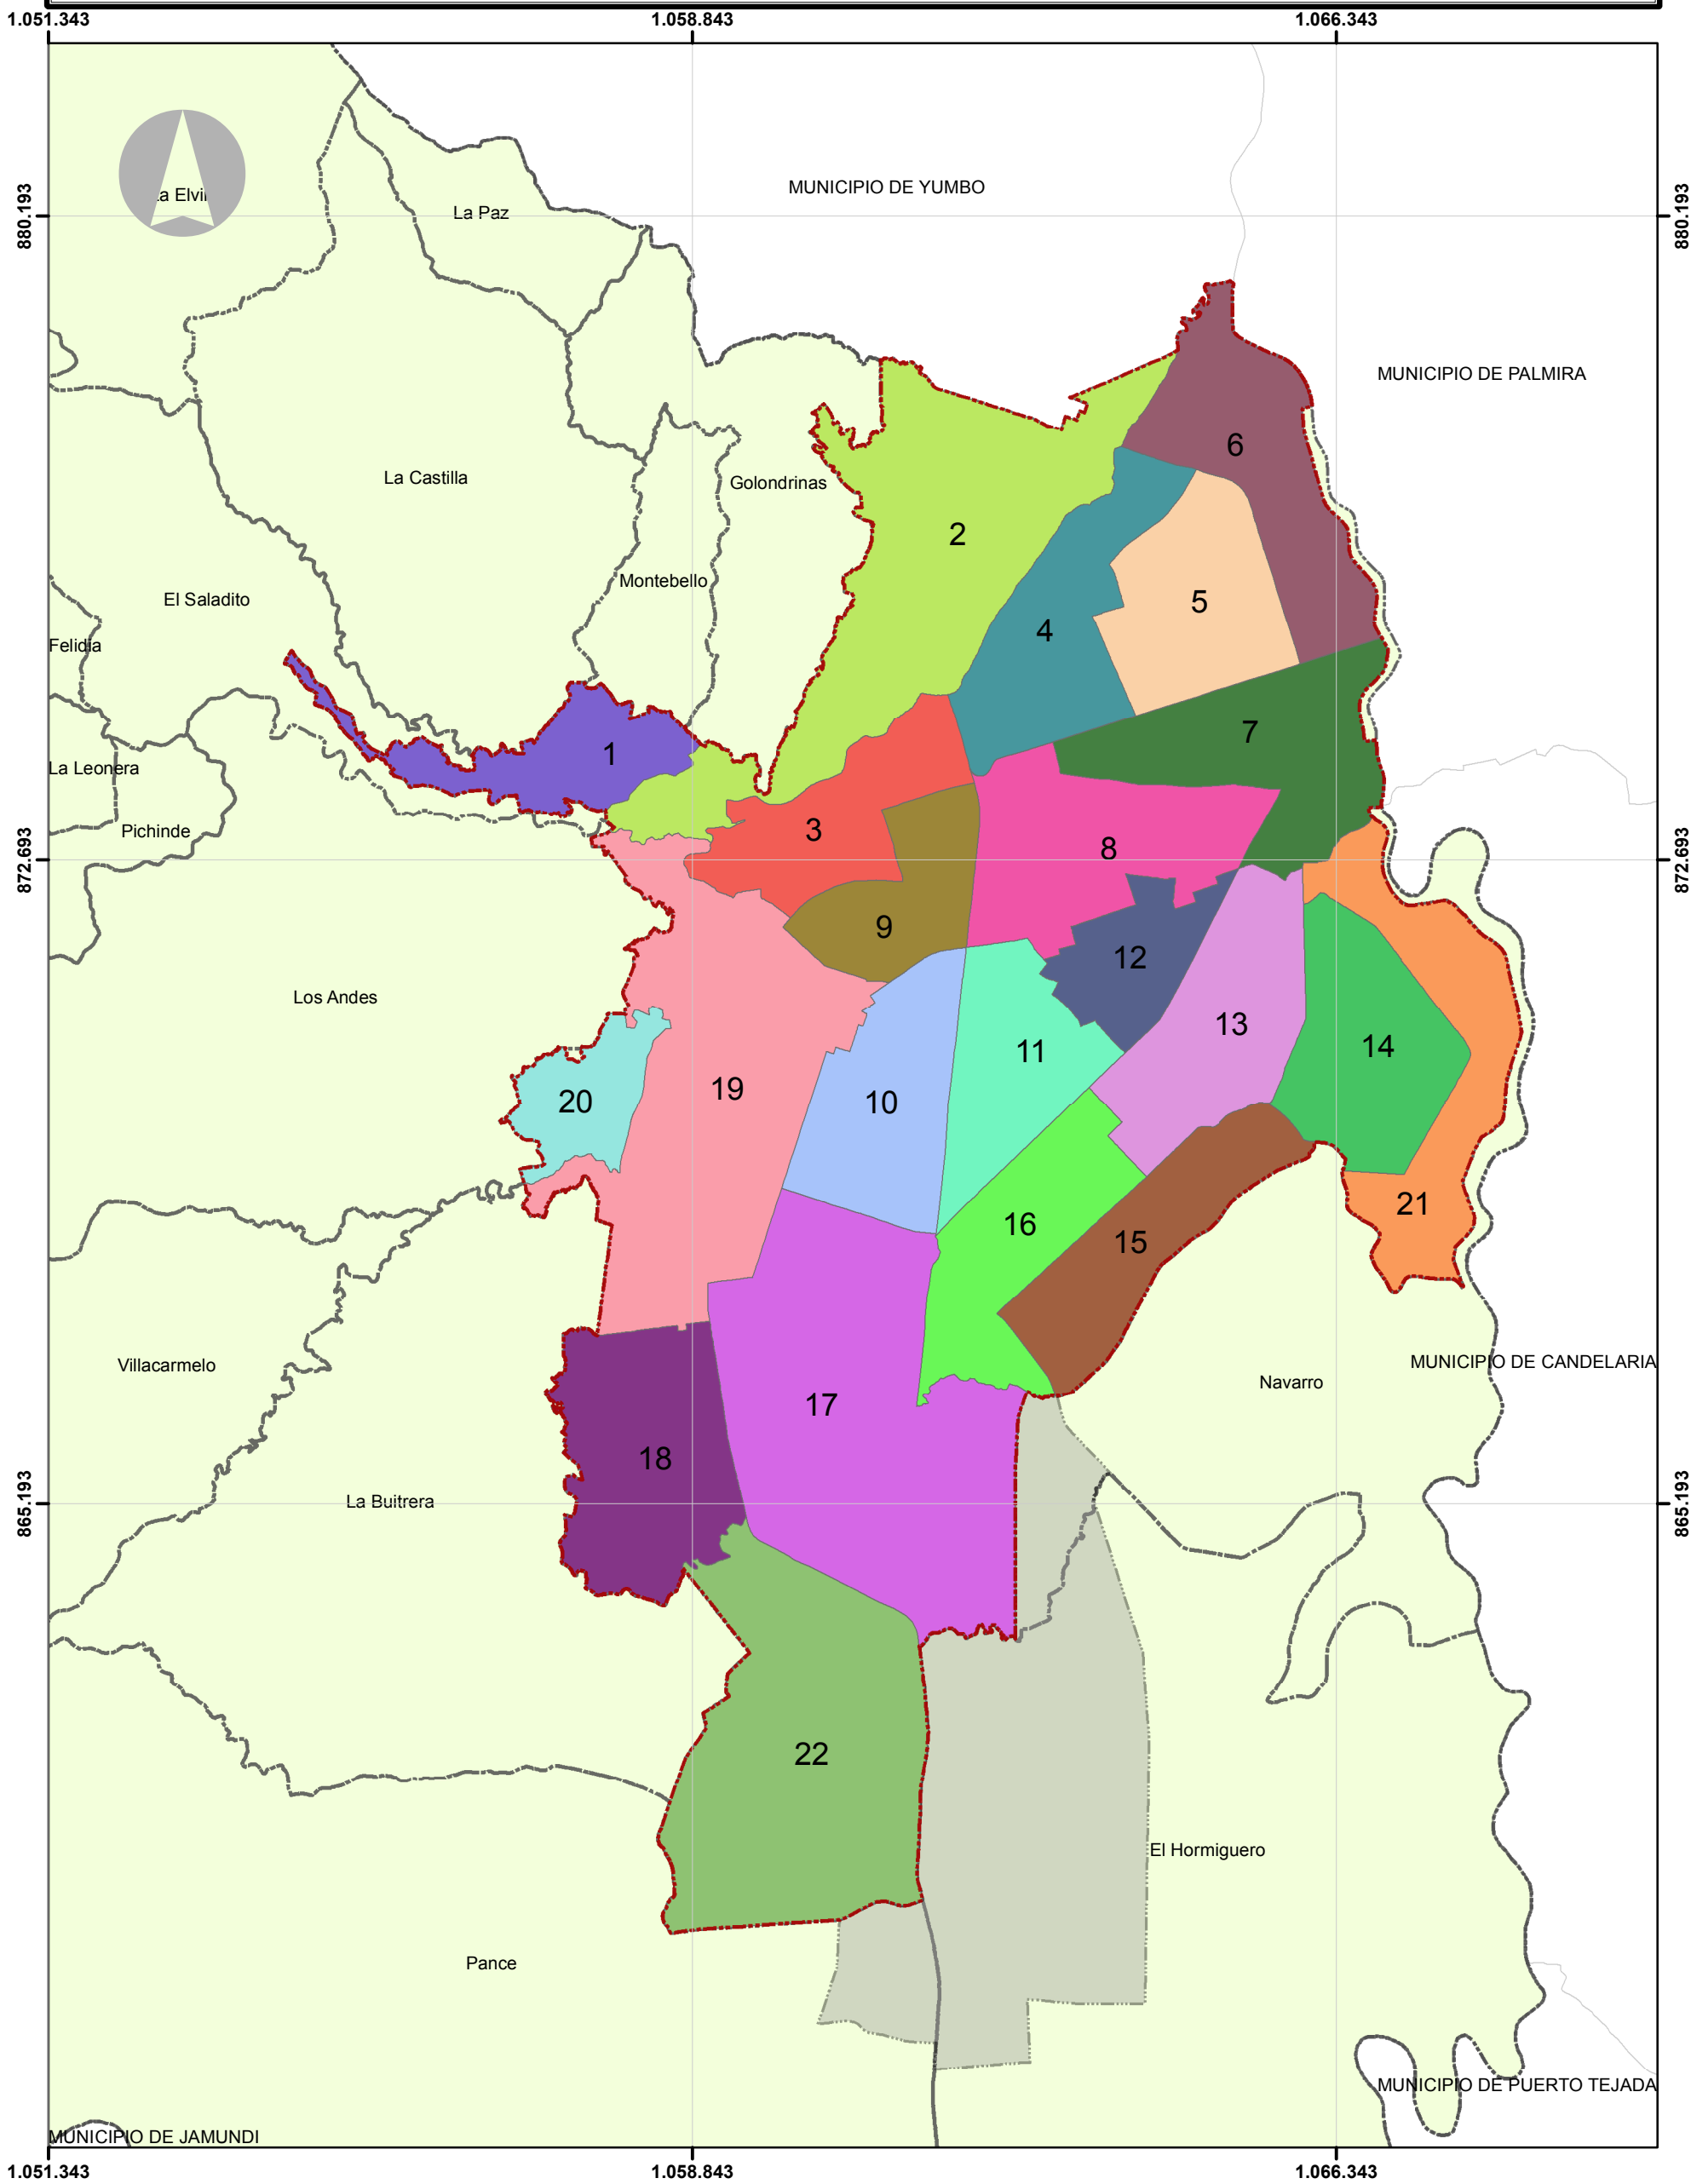 1.051.343
1.058.843
1.066.343
MUNICIPIO DE YUMBO
La Paz
880.193
880.193
MUNICIPIO DE PALMIRA
6
La Castilla
Golondrinas
2
Montebello
El Saladito
5
4
Felidia
7
1
La Leonera
3
Pichinde
8
872.693
872.693
9
12
Los Andes
13
14
11
19
20
10
21
16
15
MUNICIPIO DE CANDELARIA
Villacarmelo
Navarro
17
18
La Buitrera
865.193
865.193
22
El Hormiguero
Pance
MUNICIPIO DE PUERTO TEJADA
MUNICIPIO DE JAMUNDI
1.051.343
1.058.843
1.066.343